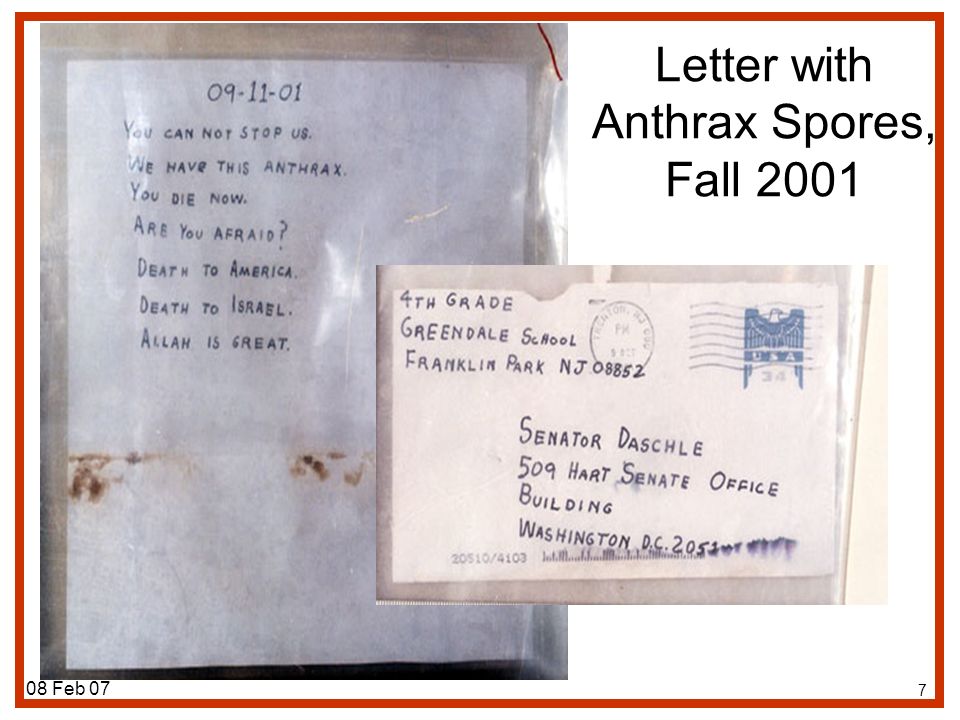 Letter with
Anthrax Spores,
Fall 2001
09-11-01
YOU CAN NOT STOP US.
WE HAVE THIS ANTHRAX.
YOU DIE NOW.
ARE YOU AFRAID?
DEATH TO AMERICA.
DEATH TO ISRAEL.
ALLAH IS GREAT.
4TH GRADE
GREENDALE SCHOOL
FRANKLIN PARK NJ 08852
TRENTON, NJ
PM
USA
34
SENATOR DASCHLE
509 HART SENATE OFFICE
BUILDING
WASHINGTON D.C. 2051
20510/4103
08 Feb 07
7